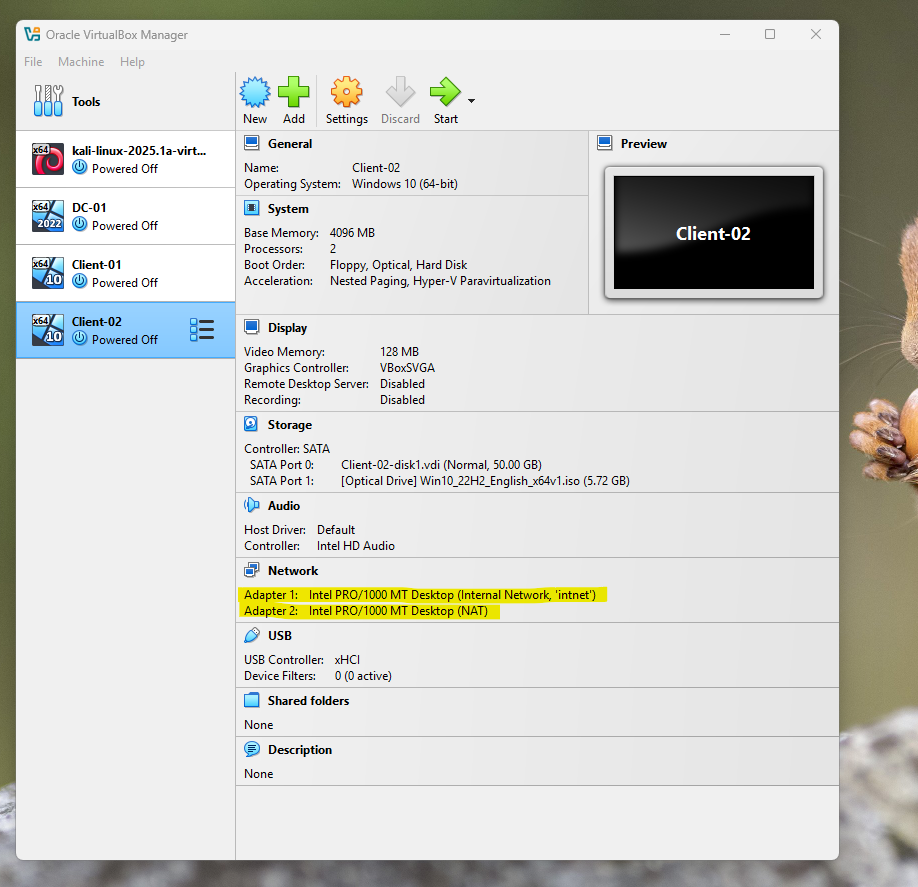 Oracle VirtualBox Manager
File Machine Help
Tools
New Add Settings Discard Start
x64 kali-linux-2025.1a-virt...
Powered Off
x64 2022 DC-01
Powered Off
x64 10 Client-01
Powered Off
x64 10 Client-02
Powered Off
General
Name: Client-02
Operating System: Windows 10 (64-bit)
System
Base Memory: 4096 MB
Processors: 2
Boot Order: Floppy, Optical, Hard Disk
Acceleration: Nested Paging, Hyper-V Paravirtualization
Preview
Client-02
Display
Video Memory: 128 MB
Graphics Controller: VBoxSVGA
Remote Desktop Server: Disabled
Recording: Disabled
Storage
Controller: SATA
SATA Port 0: Client-02-disk1.vdi (Normal, 50.00 GB)
SATA Port 1: [Optical Drive] Win10_22H2_English_x64v1.iso (5.72 GB)
Audio
Host Driver: Default
Controller: Intel HD Audio
Network
Adapter 1: Intel PRO/1000 MT Desktop (Internal Network, 'intnet')
Adapter 2: Intel PRO/1000 MT Desktop (NAT)
USB
USB Controller: xHCI
Device Filters: 0 (0 active)
Shared folders
None
Description
None